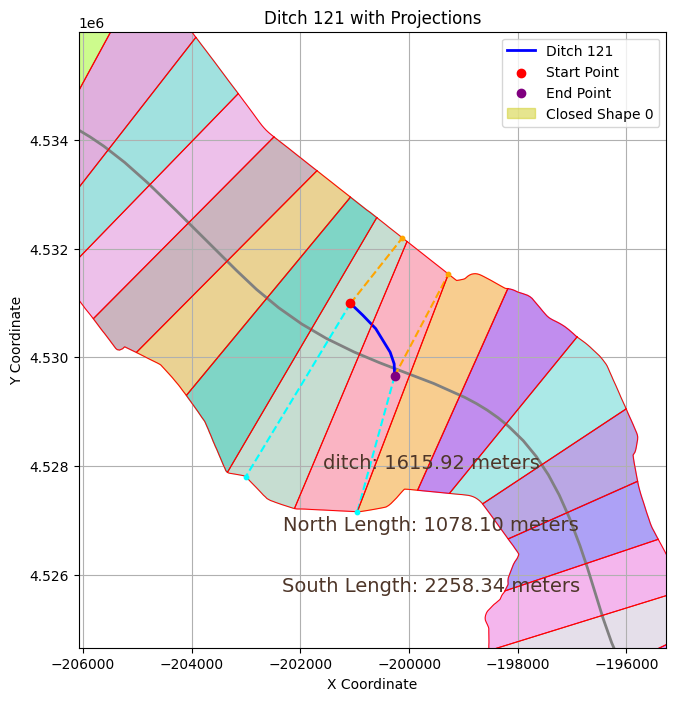 Ditch 121 with Projections
1e6
Ditch 121
Start Point
End Point
Closed Shape 0
4.534
4.532
4.530
4.528
4.526
Y Coordinate
ditch: 1615.92 meters
North Length: 1078.10 meters
South Length: 2258.34 meters
−206000 −204000 −202000 −200000 −198000 −196000
X Coordinate